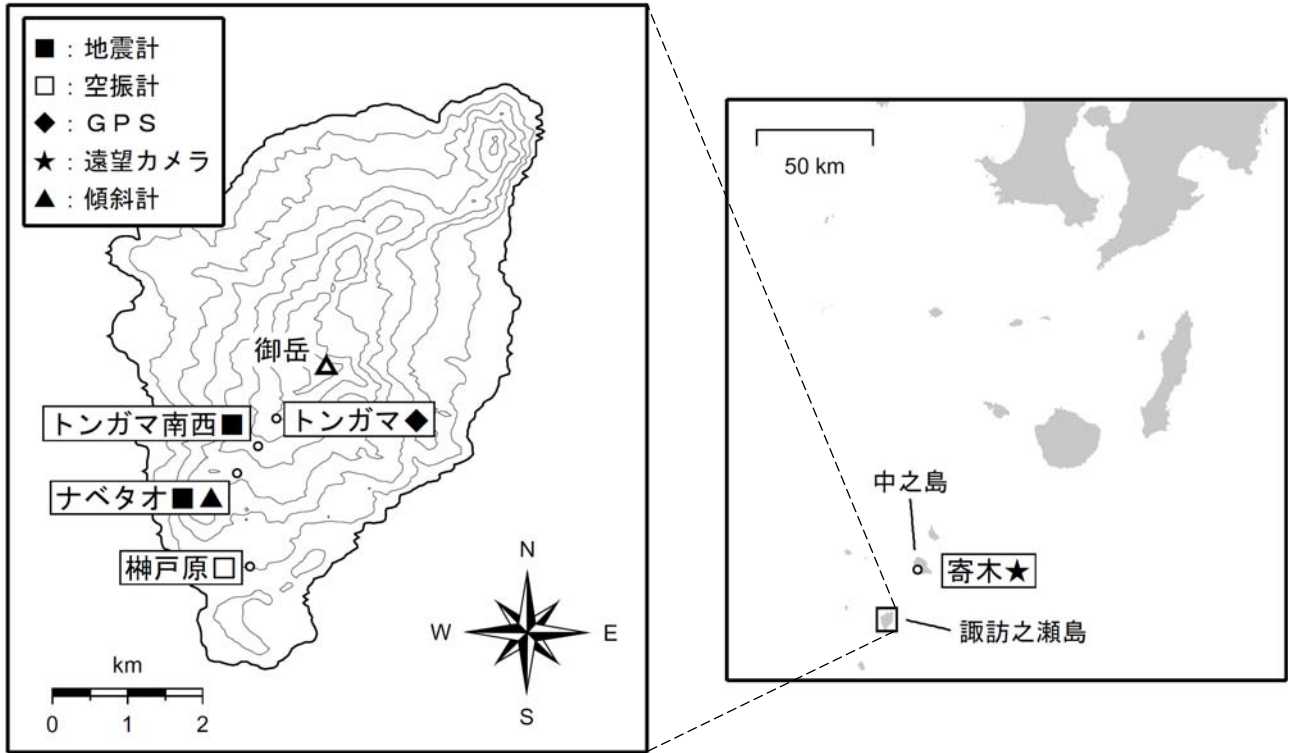 ■：地震計
□：空振計
◆：ＧＰＳ
★：遠望カメラ
▲：傾斜計
御岳
トンガマ南西■
トンガマ◆
ナベタオ■▲
榊戸原□
km
0 1 2
N
W E
S
50 km
中之島
寄木★
諏訪之瀬島